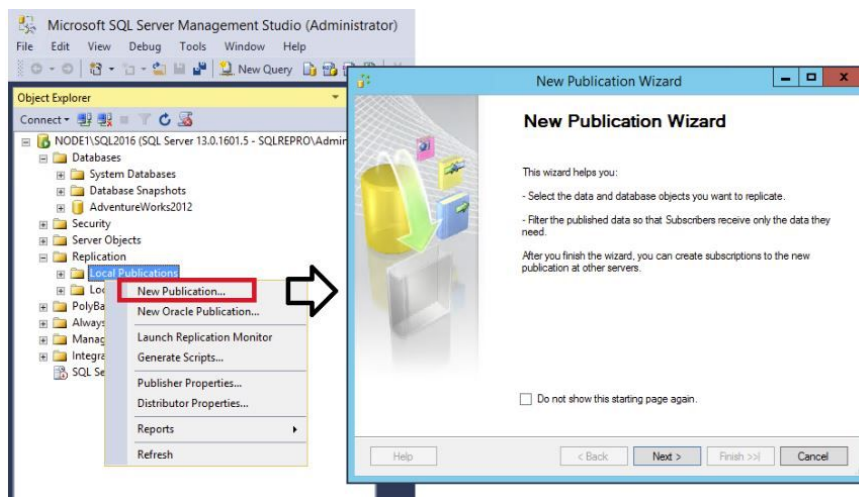 Microsoft SQL Server Management Studio (Administrator)
File Edit View Debug Tools Window Help
New Query
Object Explorer
Connect
NODE1\SQL2016 (SQL Server 13.0.1601.5 - SQLREPRO\Admin
Databases
System Databases
Database Snapshots
AdventureWorks2012
Security
Server Objects
Replication
Local Publications
Loc
PolyBa
Always
Manag
Integra
SQL Se
New Publication...
New Oracle Publication...
Launch Replication Monitor
Generate Scripts...
Publisher Properties...
Distributor Properties...
Reports
Refresh
New Publication Wizard
New Publication Wizard
This wizard helps you:
- Select the data and database objects you want to replicate.
- Filter the published data so that Subscribers receive only the data they
need.
After you finish the wizard, you can create subscriptions to the new
publication at other servers.
Do not show this starting page again.
Help < Back Next > Finish >>| Cancel